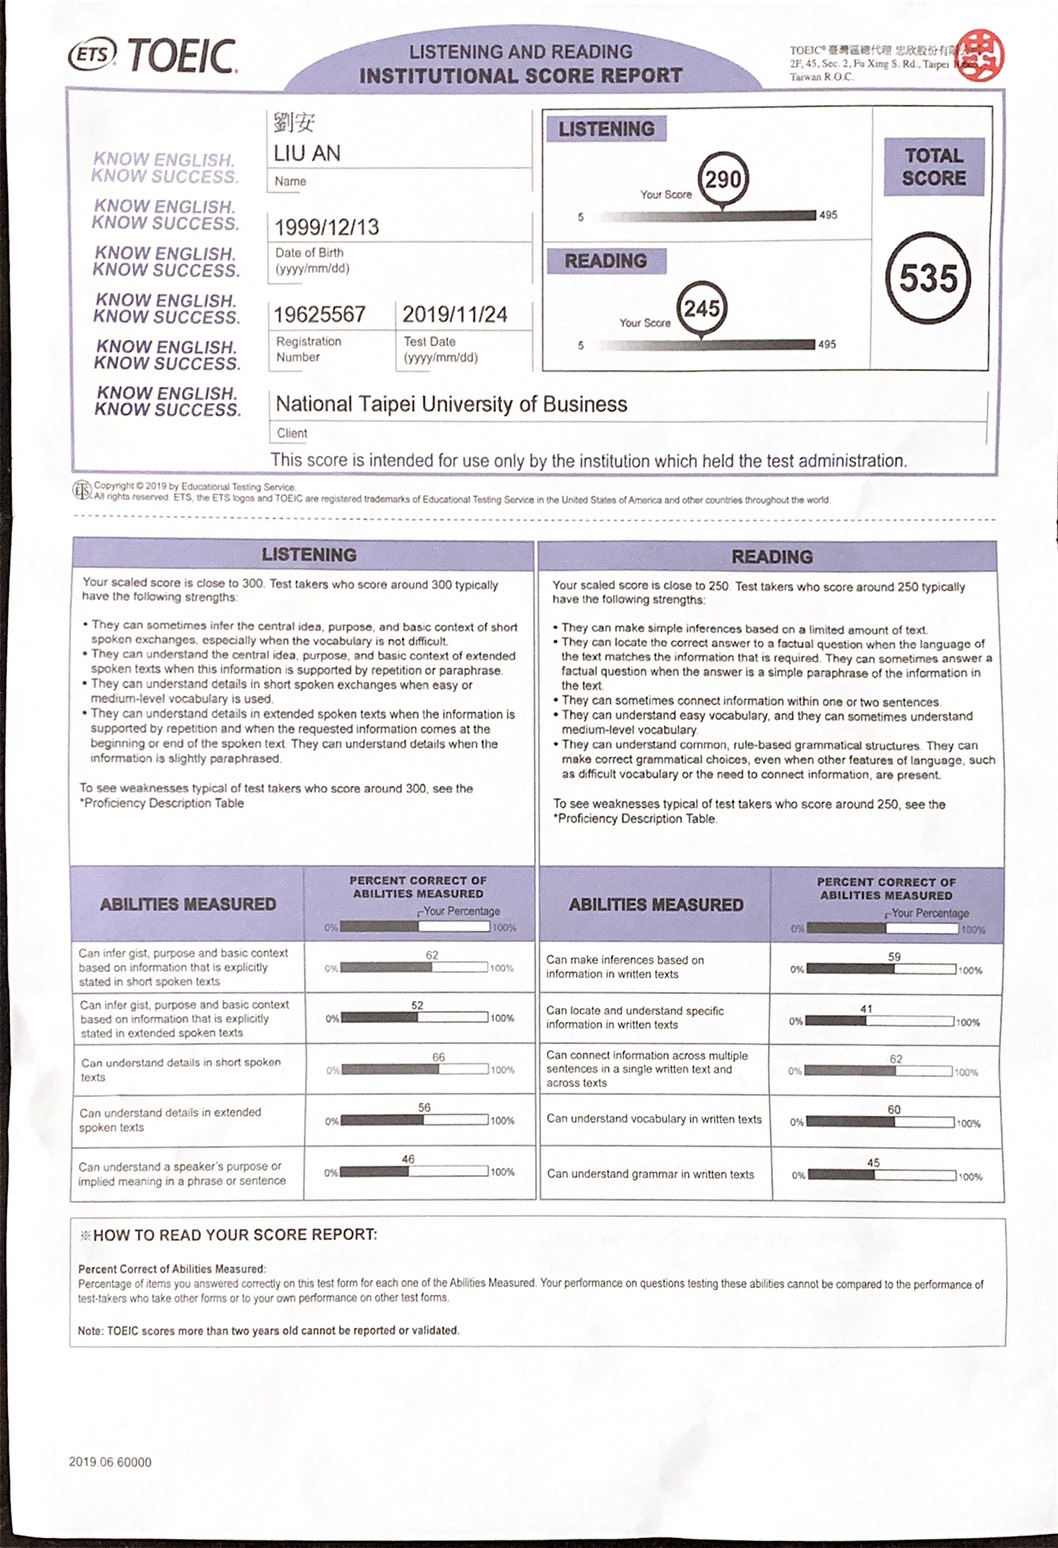 ETS TOEIC
LISTENING AND READING
INSTITUTIONAL SCORE REPORT
TOEIC® 臺灣區總代理 忠欣股份有限
2F, 45, Sec. 2, Fu Xing S. Rd., Taipei
Taiwan R.O.C.
KNOW ENGLISH.
KNOW SUCCESS.
KNOW ENGLISH.
KNOW SUCCESS.
KNOW ENGLISH.
KNOW SUCCESS.
KNOW ENGLISH.
KNOW SUCCESS.
KNOW ENGLISH.
KNOW SUCCESS.
KNOW ENGLISH.
KNOW SUCCESS.
劉安
LIU AN
Name
1999/12/13
Date of Birth
(yyyy/mm/dd)
19625567 2019/11/24
Registration Test Date
Number (yyyy/mm/dd)
LISTENING
290
Your Score
5 495
READING
245
Your Score
5 495
TOTAL
SCORE
535
National Taipei University of Business
Client
This score is intended for use only by the institution which held the test administration.
Copyright © 2019 by Educational Testing Service.
All rights reserved. ETS, the ETS logos and TOEIC are registered trademarks of Educational Testing Service in the United States of America and other countries throughout the world.
LISTENING
Your scaled score is close to 300. Test takers who score around 300 typically
have the following strengths:
• They can sometimes infer the central idea, purpose, and basic context of short
spoken exchanges, especially when the vocabulary is not difficult.
• They can understand the central idea, purpose, and basic context of extended
spoken texts when this information is supported by repetition or paraphrase.
• They can understand details in short spoken exchanges when easy or
medium-level vocabulary is used.
• They can understand details in extended spoken texts when the information is
supported by repetition and when the requested information comes at the
beginning or end of the spoken text. They can understand details when the
information is slightly paraphrased.
To see weaknesses typical of test takers who score around 300, see the
*Proficiency Description Table
READING
Your scaled score is close to 250. Test takers who score around 250 typically
have the following strengths:
• They can make simple inferences based on a limited amount of text.
• They can locate the correct answer to a factual question when the language of
the text matches the information that is required. They can sometimes answer a
factual question when the answer is a simple paraphrase of the information in
the text.
• They can sometimes connect information within one or two sentences.
• They can understand easy vocabulary, and they can sometimes understand
medium-level vocabulary.
• They can understand common, rule-based grammatical structures. They can
make correct grammatical choices, even when other features of language, such
as difficult vocabulary or the need to connect information, are present.
To see weaknesses typical of test takers who score around 250, see the
*Proficiency Description Table.
ABILITIES MEASURED
PERCENT CORRECT OF
ABILITIES MEASURED
Your Percentage
0% 100%
Can infer gist, purpose and basic context
based on information that is explicitly
stated in short spoken texts
62
0% 100%
Can infer gist, purpose and basic context
based on information that is explicitly
stated in extended spoken texts
52
0% 100%
Can understand details in short spoken
texts
66
0% 100%
Can understand details in extended
spoken texts
56
0% 100%
Can understand a speaker's purpose or
implied meaning in a phrase or sentence
46
0% 100%
ABILITIES MEASURED
PERCENT CORRECT OF
ABILITIES MEASURED
Your Percentage
0% 100%
Can make inferences based on
information in written texts
59
0% 100%
Can locate and understand specific
information in written texts
41
0% 100%
Can connect information across multiple
sentences in a single written text and
across texts
62
0% 100%
Can understand vocabulary in written texts
60
0% 100%
Can understand grammar in written texts
45
0% 100%
※HOW TO READ YOUR SCORE REPORT:
Percent Correct of Abilities Measured:
Percentage of items you answered correctly on this test form for each one of the Abilities Measured. Your performance on questions testing these abilities cannot be compared to the performance of
test-takers who take other forms or to your own performance on other test forms.
Note: TOEIC scores more than two years old cannot be reported or validated.
2019.06.60000